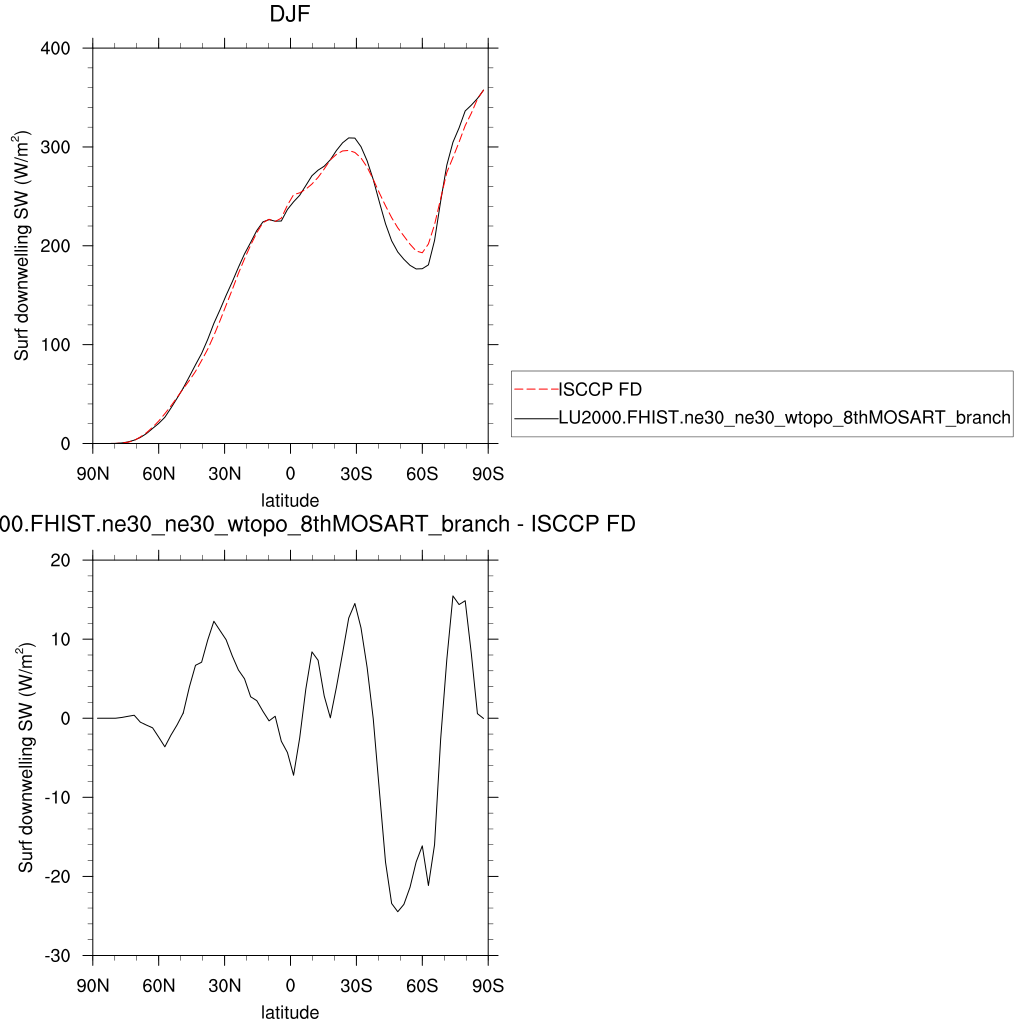 DJF
400
300
200
100
0
Surf downwelling SW (W/m²)
90N 60N 30N 0 30S 60S 90S
latitude
ISCCP FD
LU2000.FHIST.ne30_ne30_wtopo_8thMOSART_branch
00.FHIST.ne30_ne30_wtopo_8thMOSART_branch - ISCCP FD
20
10
0
-10
-20
-30
Surf downwelling SW (W/m²)
90N 60N 30N 0 30S 60S 90S
latitude